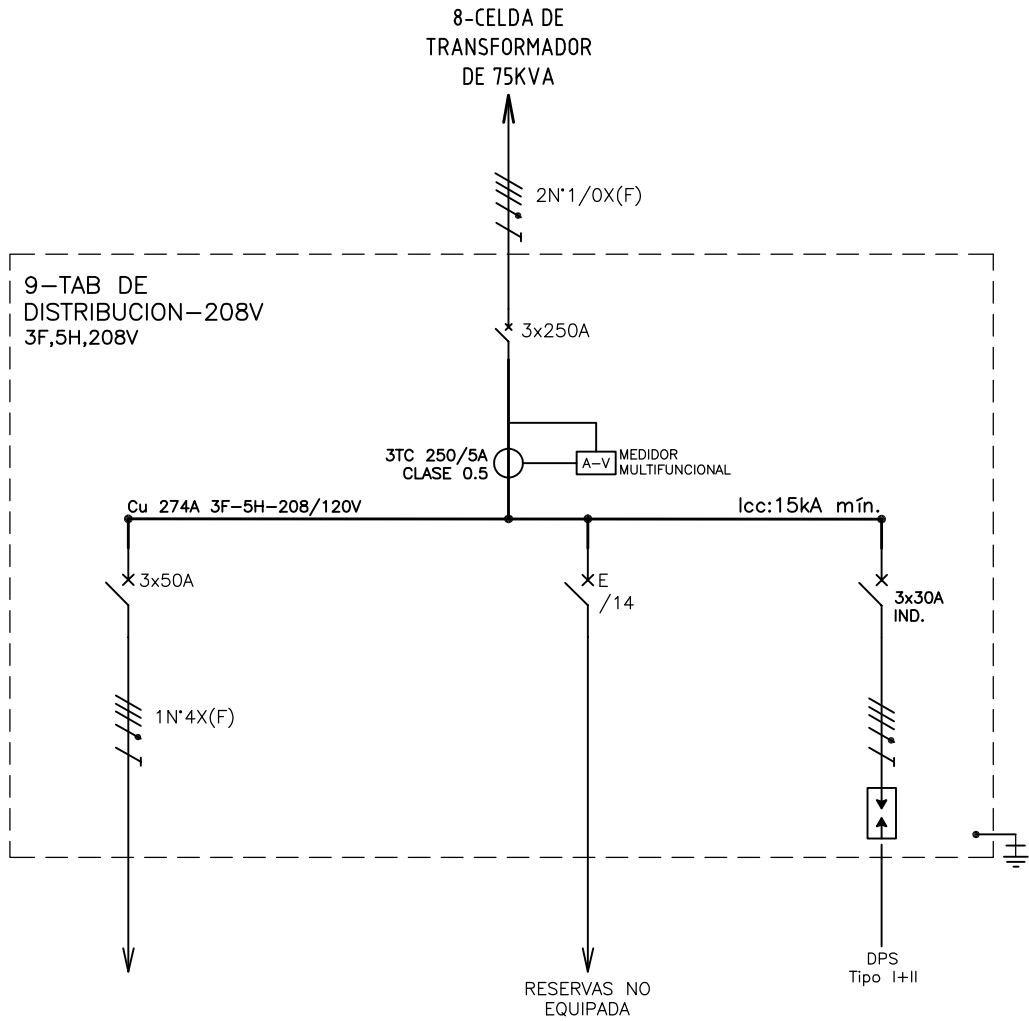 8-CELDA DE
TRANSFORMADOR
DE 75KVA
2N°1/0X(F)
9-TAB DE
DISTRIBUCION-208V
3F,5H,208V
3x250A
3TC 250/5A
CLASE 0.5
A-V
MEDIDOR
MULTIFUNCIONAL
Cu 274A 3F-5H-208/120V
Icc:15kA mín.
3x50A
E
/14
3x30A
IND.
1N°4X(F)
RESERVAS NO
EQUIPADA
DPS
Tipo I+II